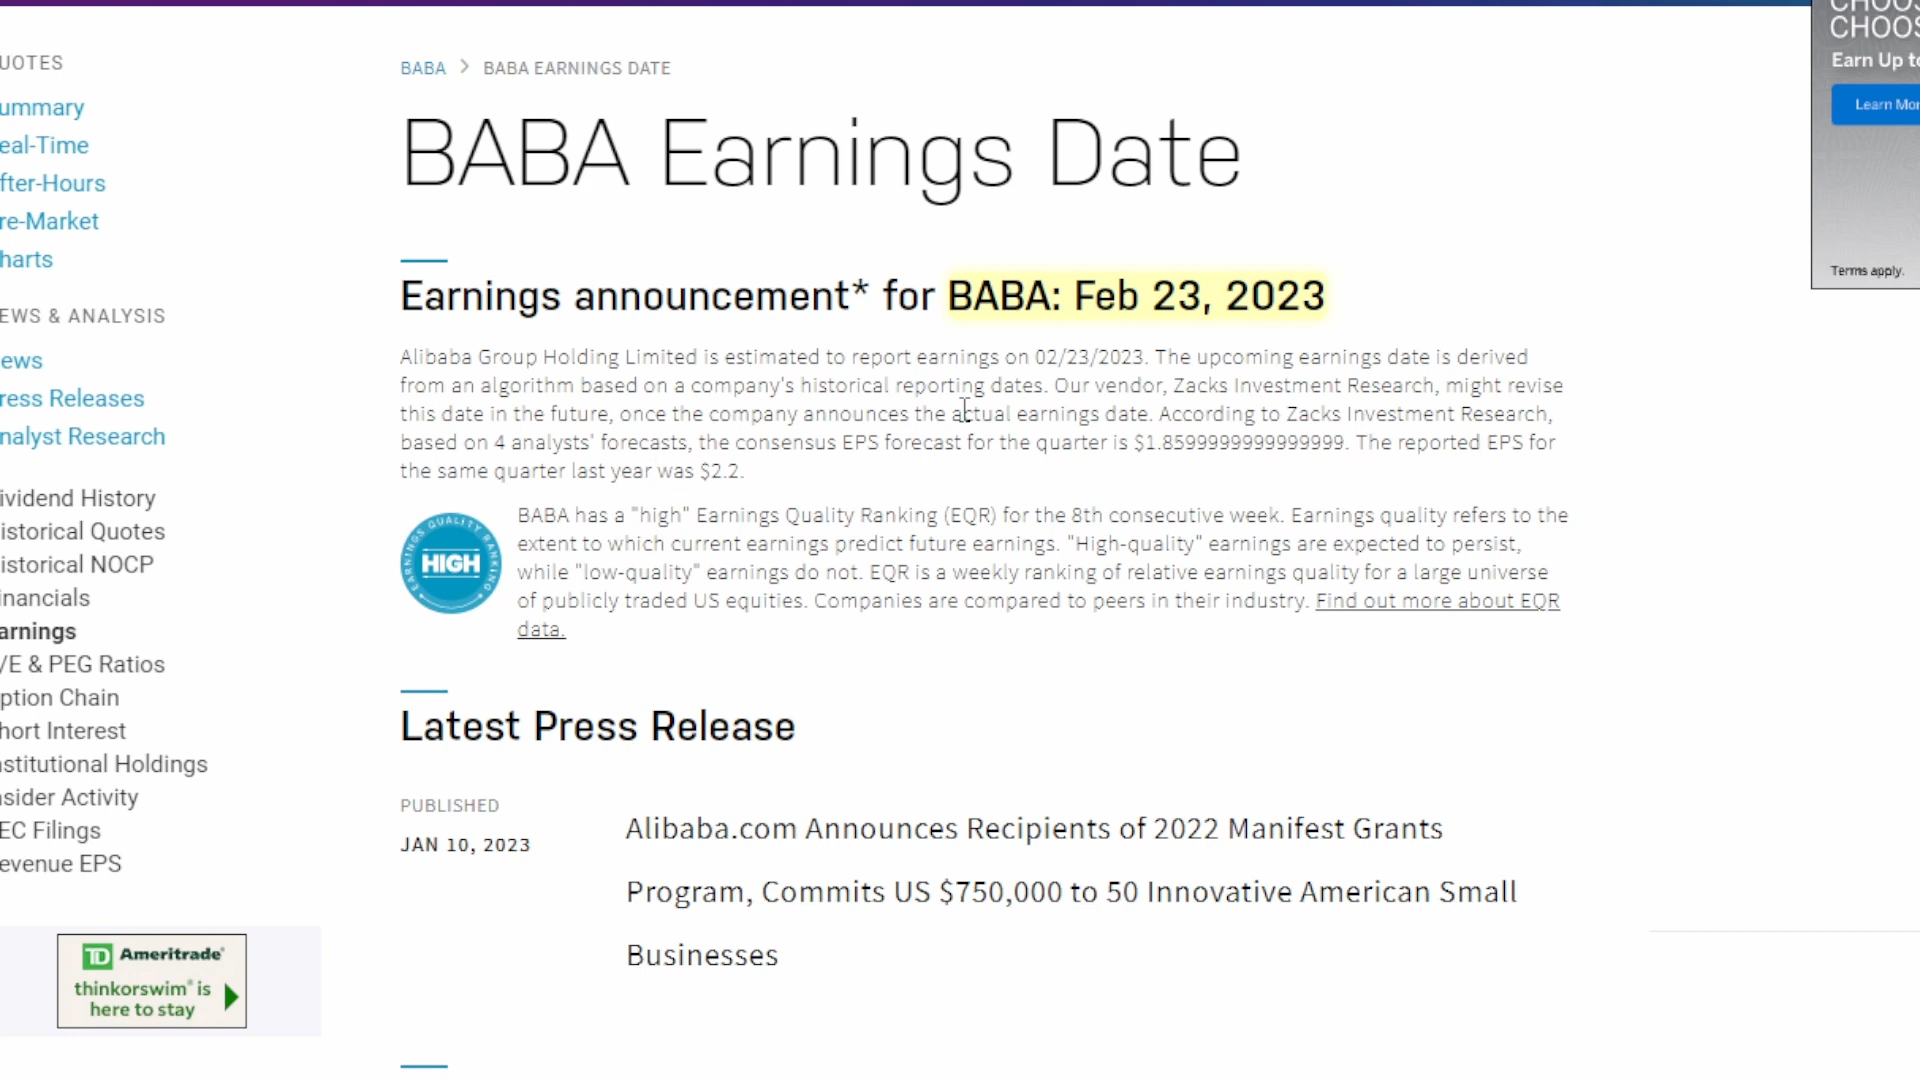 UOTES
ummary
eal-Time
fter-Hours
re-Market
harts
EWS & ANALYSIS
ews
ress Releases
nalyst Research
ividend History
istorical Quotes
istorical NOCP
inancials
arnings
/E & PEG Ratios
ption Chain
hort Interest
nstitutional Holdings
nsider Activity
EC Filings
evenue EPS
TD Ameritrade®
thinkorswim® is
here to stay
BABA > BABA EARNINGS DATE
BABA Earnings Date
Earnings announcement* for BABA: Feb 23, 2023
Alibaba Group Holding Limited is estimated to report earnings on 02/23/2023. The upcoming earnings date is derived
from an algorithm based on a company's historical reporting dates. Our vendor, Zacks Investment Research, might revise
this date in the future, once the company announces the actual earnings date. According to Zacks Investment Research,
based on 4 analysts' forecasts, the consensus EPS forecast for the quarter is $1.8599999999999999. The reported EPS for
the same quarter last year was $2.2.
EARNINGS QUALITY RANKING
HIGH
BABA has a "high" Earnings Quality Ranking (EQR) for the 8th consecutive week. Earnings quality refers to the
extent to which current earnings predict future earnings. "High-quality" earnings are expected to persist,
while "low-quality" earnings do not. EQR is a weekly ranking of relative earnings quality for a large universe
of publicly traded US equities. Companies are compared to peers in their industry. Find out more about EQR
data.
Latest Press Release
PUBLISHED
JAN 10, 2023
Alibaba.com Announces Recipients of 2022 Manifest Grants
Program, Commits US $750,000 to 50 Innovative American Small
Businesses
CHOOS
CHOOS
Earn Up to
Learn Mor
Terms apply.